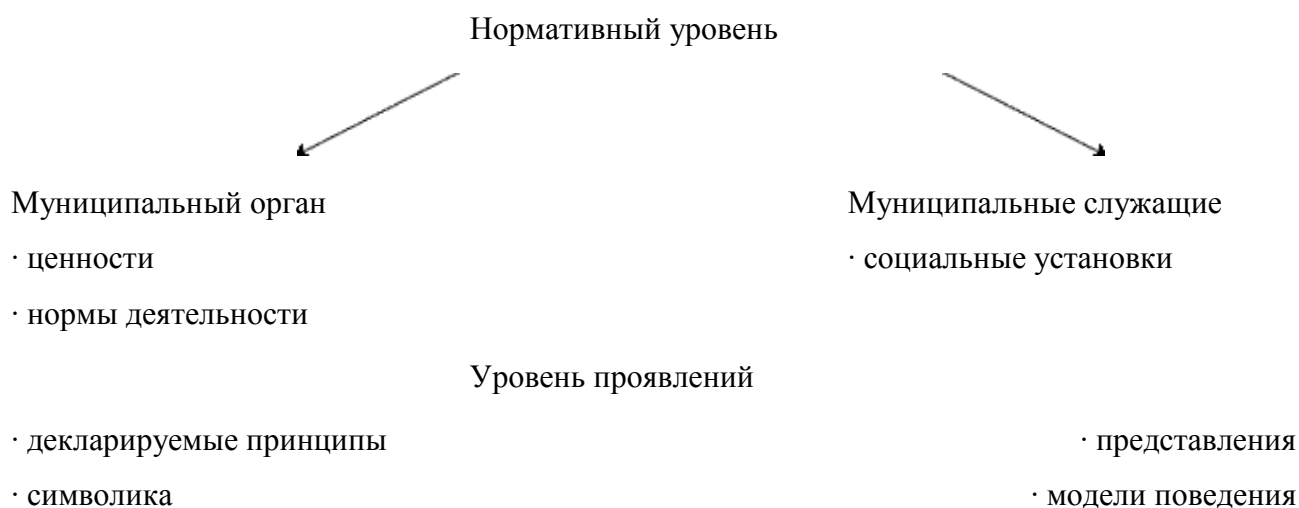 Нормативный уровень
Муниципальный орган
Муниципальные служащие
· ценности
· социальные установки
· нормы деятельности
Уровень проявлений
· декларируемые принципы
· представления
· символика
· модели поведения